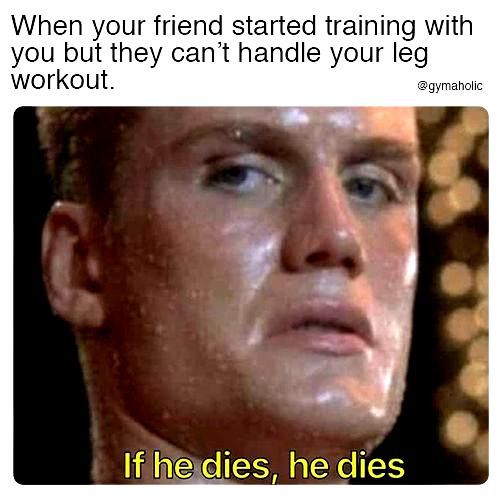 When your friend started training with
you but they can’t handle your leg
workout.
@gymaholic
If he dies, he dies